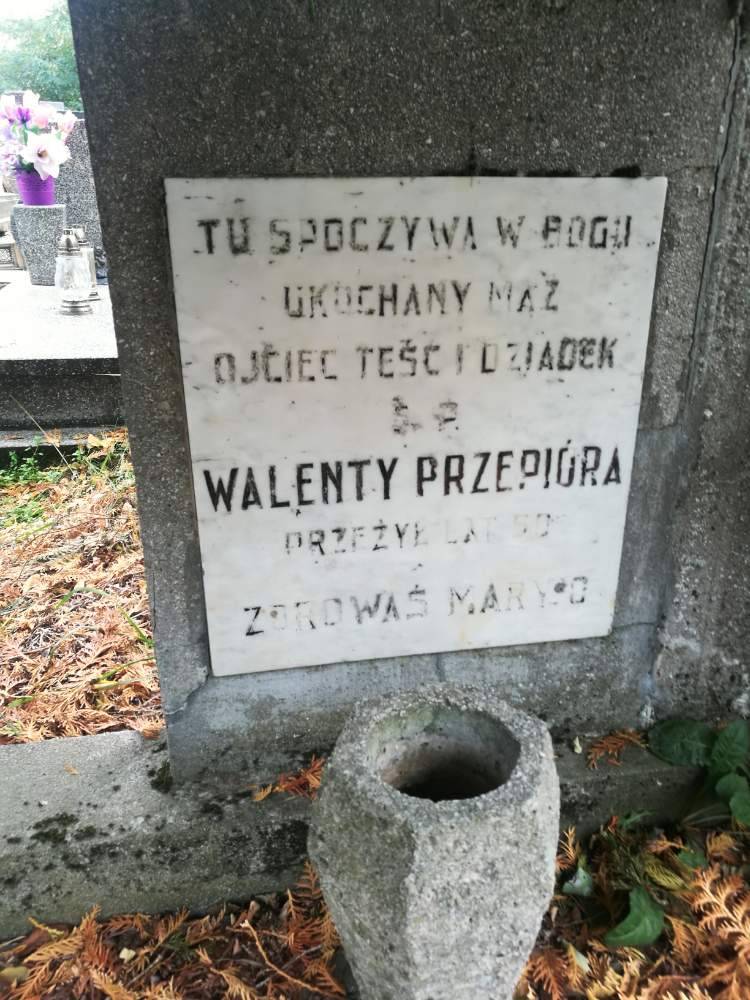 TU SPOCZYWA W BOGU
UKOCHANY MĄŻ
OJCIEC TEŚĆ I DZIADEK
Ś.P.
WALENTY PRZEPIÓRA
PRZEŻYŁ LAT
ZDROWAŚ MARYJO